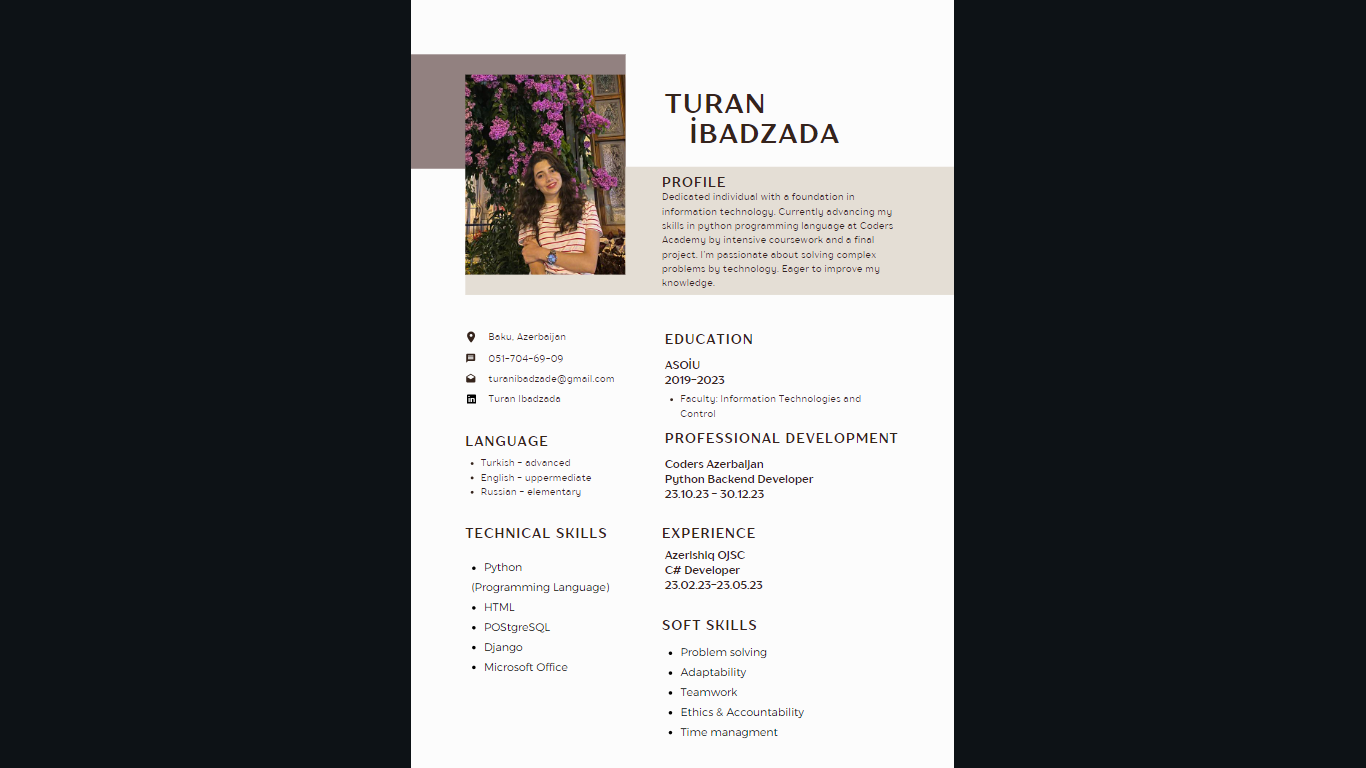 TURAN
İBADZADA
PROFILE
Dedicated individual with a foundation in
information technology. Currently advancing my
skills in python programming language at Coders
Academy by intensive coursework and a final
project. I'm passionate about solving complex
problems by technology. Eager to improve my
knowledge.
Baku, Azerbaijan
051-704-69-09
turanibadzade@gmail.com
Turan Ibadzada
LANGUAGE
• Turkish - advanced
• English - uppermediate
• Russian - elementary
TECHNICAL SKILLS
• Python
(Programming Language)
• HTML
• POStgreSQL
• Django
• Microsoft Office
EDUCATION
ASOİU
2019-2023
• Faculty: Information Technologies and
Control
PROFESSIONAL DEVELOPMENT
Coders Azerbaijan
Python Backend Developer
23.10.23 - 30.12.23
EXPERIENCE
Azerishiq OJSC
C# Developer
23.02.23-23.05.23
SOFT SKILLS
• Problem solving
• Adaptability
• Teamwork
• Ethics & Accountability
• Time managment